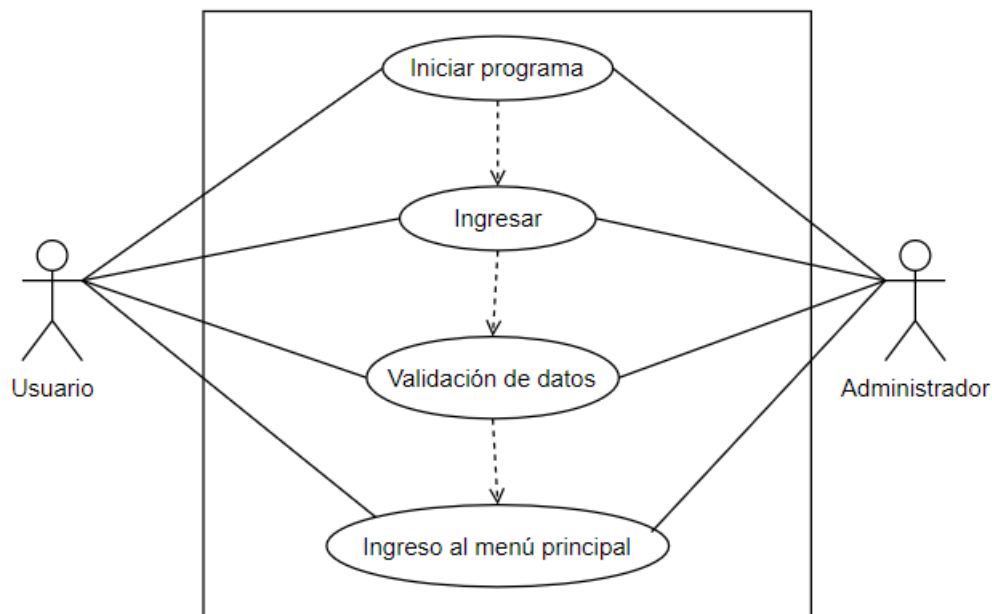 Iniciar programa
Ingresar
Validación de datos
Ingreso al menú principal
Usuario
Administrador